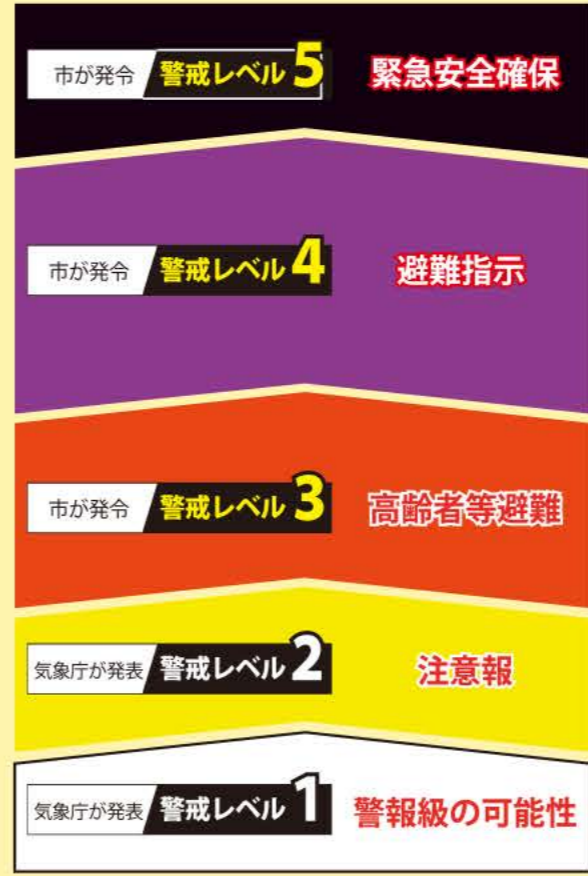 市が発令 警戒レベル 5 緊急安全確保
市が発令 警戒レベル 4 避難指示
市が発令 警戒レベル 3 高齢者等避難
気象庁が発表 警戒レベル 2 注意報
気象庁が発表 警戒レベル 1 警報級の可能性